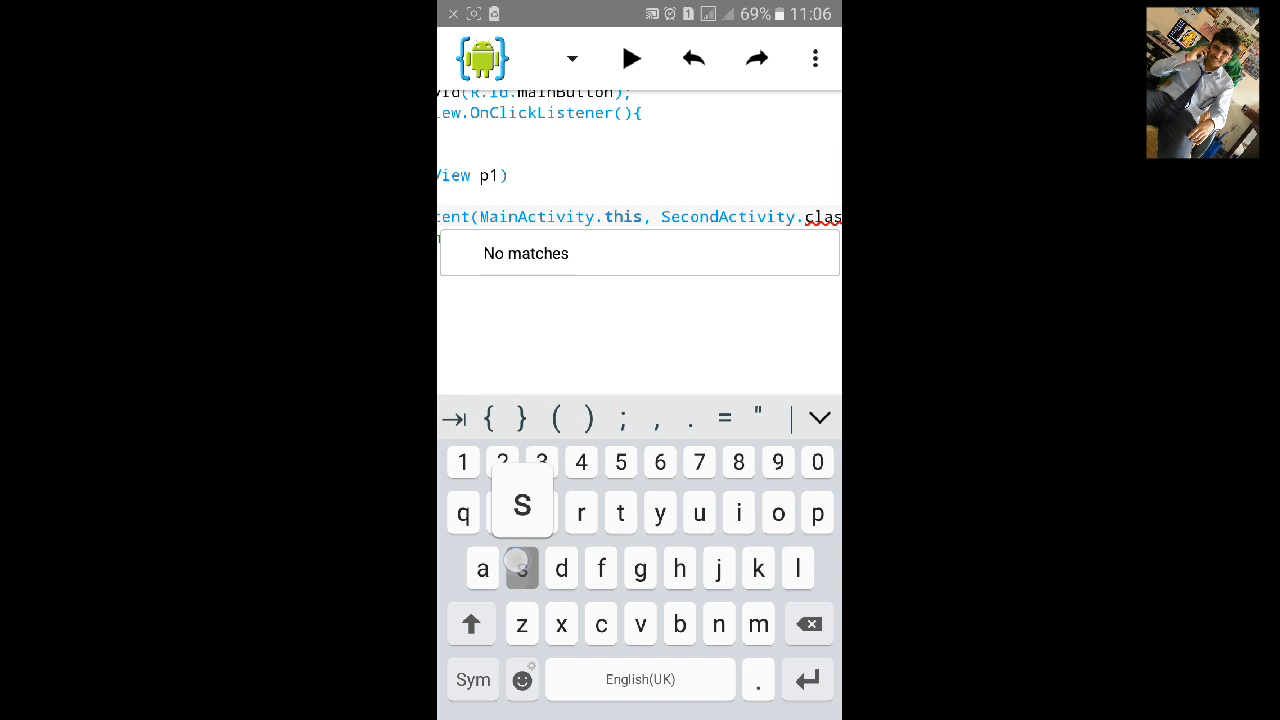 69% 11:06
yId(R.id.mainButton);
iew.OnClickListener(){
View p1)
tent(MainActivity.this, SecondActivity.clas
No matches
{ } ( ) ; , . = " |
1 2 3 4 5 6 7 8 9 0
s
q r t y u i o p
a s d f g h j k l
z x c v b n m
Sym English(UK) .